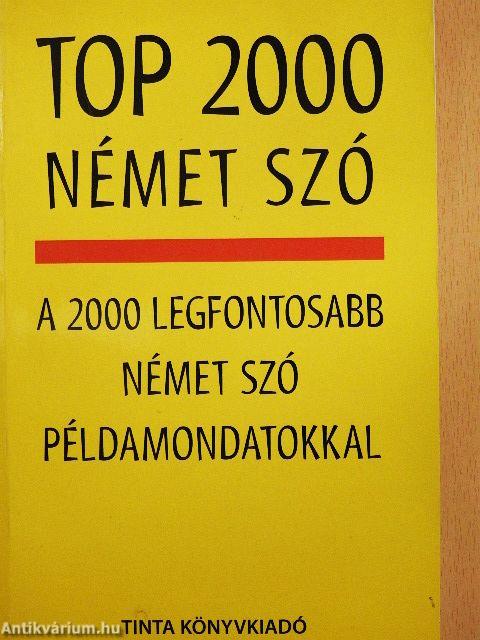 TOP 2000
NÉMET SZÓ
A 2000 LEGFONTOSABB
NÉMET SZÓ
PÉLDAMONDATOKKAL
TINTA KÖNYVKIADÓ
Antikvárium.hu